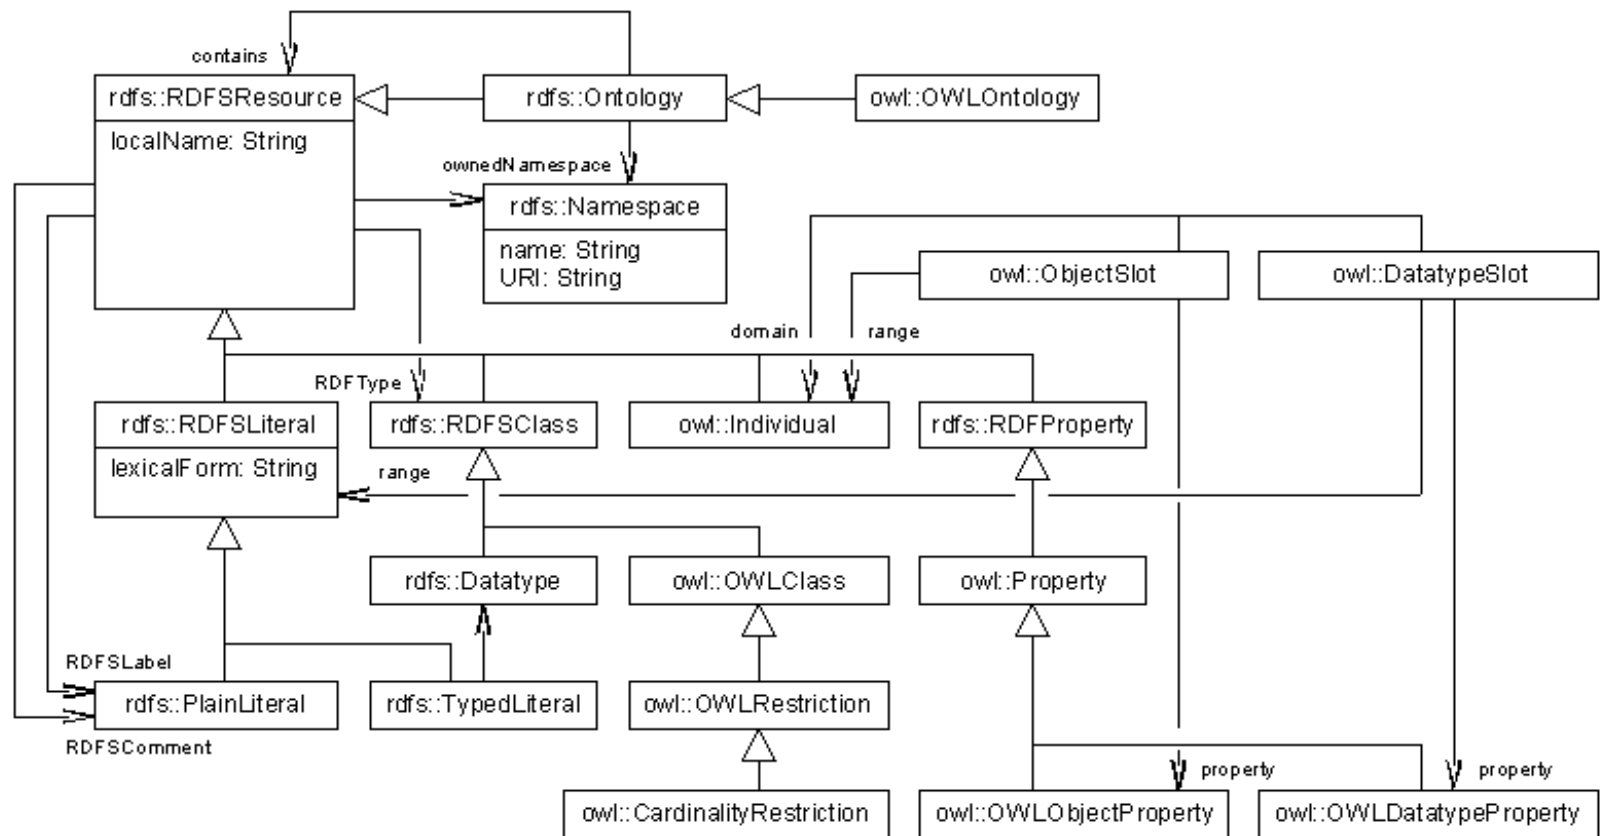 contains
rdfs::RDFSResource
rdfs::Ontology
owl::OWLOntology
localName: String
ownedNamespace
rdfs::Namespace
name: String
URI: String
owl::ObjectSlot
owl::DatatypeSlot
domain
range
RDFType
rdfs::RDFSLiteral
rdfs::RDFSClass
owl::Individual
rdfs::RDFProperty
lexicalForm: String
range
rdfs::Datatype
owl::OWLClass
owl::Property
RDFSLabel
rdfs::PlainLiteral
rdfs::TypedLiteral
owl::OWLRestriction
RDFSComment
property
property
owl::CardinalityRestriction
owl::OWLObjectProperty
owl::OWLDatatypeProperty